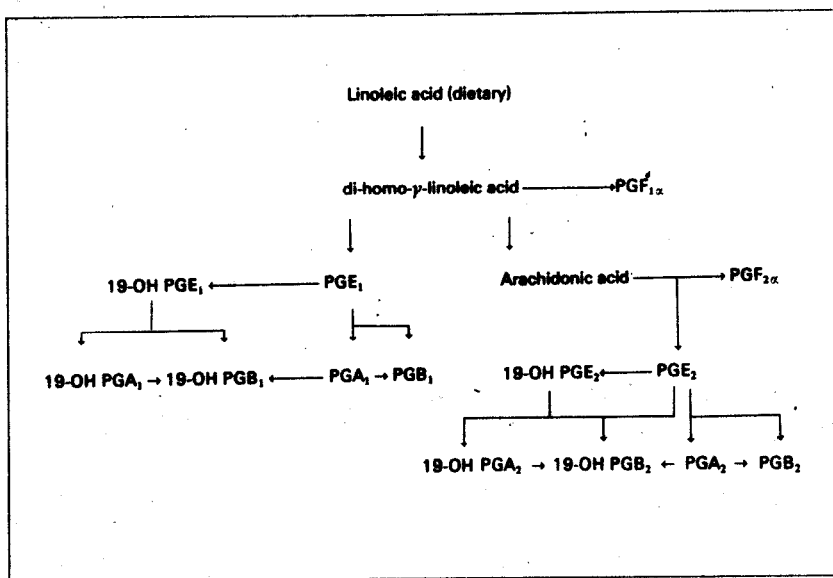 Linoleic acid (dietary)
di-homo-γ-linoleic acid → PGF₁α
19-OH PGE₁ ← PGE₁
Arachidonic acid → PGF₂α
19-OH PGA₁ → 19-OH PGB₁ ← PGA₁ → PGB₁
19-OH PGE₂ ← PGE₂
19-OH PGA₂ → 19-OH PGB₂ ← PGA₂ → PGB₂